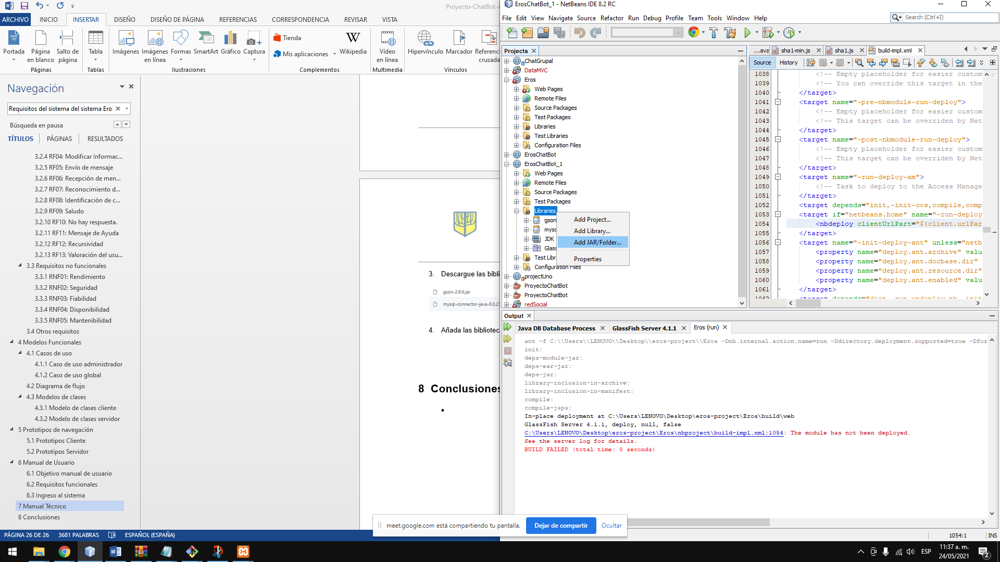 Proyecto-ChatBot-
ARCHIVO INICIO INSERTAR DISEÑO DISEÑO DE PÁGINA REFERENCIAS CORRESPONDENCIA REVISAR VISTA
Portada Página en blanco Salto de página Tabla Imágenes Imágenes en línea Formas SmartArt Gráfico Captura
Tienda
Mis aplicaciones Wikipedia Vídeo en línea Hipervínculo Marcador Referenci cruzada
Páginas Tablas Ilustraciones Complementos Multimedia Vínculos
Navegación
Requisitos del sistema del sistema Ero
Búsqueda en pausa
TÍTULOS PÁGINAS RESULTADOS
3.2.4 RF04: Modificar Informac...
3.2.5 RF05: Envío de mensaje
3.2.6 RF06: Recepción de men...
3.2.7 RF07: Reconocimiento d...
3.2.8 RF08: Identificación de c...
3.2.9 RF09: Saludo
3.2.10 RF10: No hay respuesta.
3.2.11 RF11: Mensaje de Ayuda
3.2.12 RF12: Recursividad
3.2.13 RF13: Valoración del usu...
3.3 Requisitos no funcionales
3.3.1 RNF01: Rendimiento
3.3.2 RNF02: Seguridad
3.3.3 RNF03: Fiabilidad
3.3.4 RNF04: Disponibilidad
3.3.5 RNF05: Mantenibilidad
3.4 Otros requisitos
4 Modelos Funcionales
4.1 Casos de uso
4.1.1 Caso de uso administrador
4.1.2 Caso de uso global
4.2 Diagrama de flujo
4.3 Modelos de clases
4.3.1 Modelo de clases cliente
4.3.2 Modelo de clases servidor
5 Prototipos de navegación
5.1 Prototipos Cliente
5.2 Prototipos Servidor
6 Manual de Usuario
6.1 Objetivo manual de usuario
6.2 Requisitos funcionales
6.3 Ingreso al sistema
7 Manual Técnico
8 Conclusiones
3. Descargue las bibli
gson-2.8.6.jar
mysql-connector-java-8.0.23
4. Añada las bibliotec
8 Conclusiones
•
PÁGINA 26 DE 26 3681 PALABRAS ESPAÑOL (ESPAÑA)
ErosChatBot_1 - NetBeans IDE 8.2 RC
File Edit View Navigate Source Refactor Run Debug Profile Team Tools Window Help
Search (Ctrl+I)
Projects
ChatGrupal
DataMVC
Eros
Web Pages
Remote Files
Source Packages
Test Packages
Libraries
Test Libraries
Configuration Files
ErosChatBot
ErosChatBot_1
Web Pages
Remote Files
Source Packages
Test Packages
Libraries
gson
mysq
JDK
Glass
Test Libr
Configuration Files
projectUno
ProyectoChatBot
ProyectoChatBot
redSocial
Add Project...
Add Library...
Add JAR/Folder...
Properties
...ava sha1-min.js sha1.js build-impl.xml
Source History
1038 <!-- Empty placeholder for easier custom
1039 <!-- You can override this target in the
1040 </target>
1041 <target name="-pre-nbmodule-run-deploy">
1042 <!-- Empty placeholder for easier custom
1043 <!-- This target can be overriden by Net
1044 </target>
1045 <target name="-post-nbmodule-run-deploy">
1046 <!-- Empty placeholder for easier custom
1047 <!-- This target can be overriden by Net
1048 </target>
1049 <target name="-run-deploy-am">
1050 <!-- Task to deploy to the Access Manage
1051 </target>
1052 <target depends="init,-init-cos,compile,comp
1053 <target if="netbeans.home" name="-run-deploy
1054 <nbdeploy clientUrlPart="${client.urlPar
1055 </target>
1056 <target name="-init-deploy-ant" unless="netb
1057 <property name="deploy.ant.archive" valu
1058 <property name="deploy.ant.docbase.dir"
1059 <property name="deploy.ant.resource.dir"
1060 <property name="deploy.ant.enabled" valu
1061 </target>
1062 <target depends="dist,-run-undeploy-nb,-init
Output
Java DB Database Process GlassFish Server 4.1.1 Eros (run)
ant -f C:\\Users\\LENOVO\\Desktop\\eros-project\\Eros -Dnb.internal.action.name=run -Ddirectory.deployment.supported=true -Dfor
init:
deps-module-jar:
deps-ear-jar:
deps-jar:
library-inclusion-in-archive:
library-inclusion-in-manifest:
compile:
compile-jsps:
In-place deployment at C:\Users\LENOVO\Desktop\eros-project\Eros\build\web
GlassFish Server 4.1.1, deploy, null, false
C:\Users\LENOVO\Desktop\eros-project\Eros\nbproject\build-impl.xml:1054: The module has not been deployed.
See the server log for details.
BUILD FAILED (total time: 8 seconds)
meet.google.com está compartiendo tu pantalla. Dejar de compartir Ocultar
1054:1 INS
ESP 11:37 a. m.
24/05/2021 2